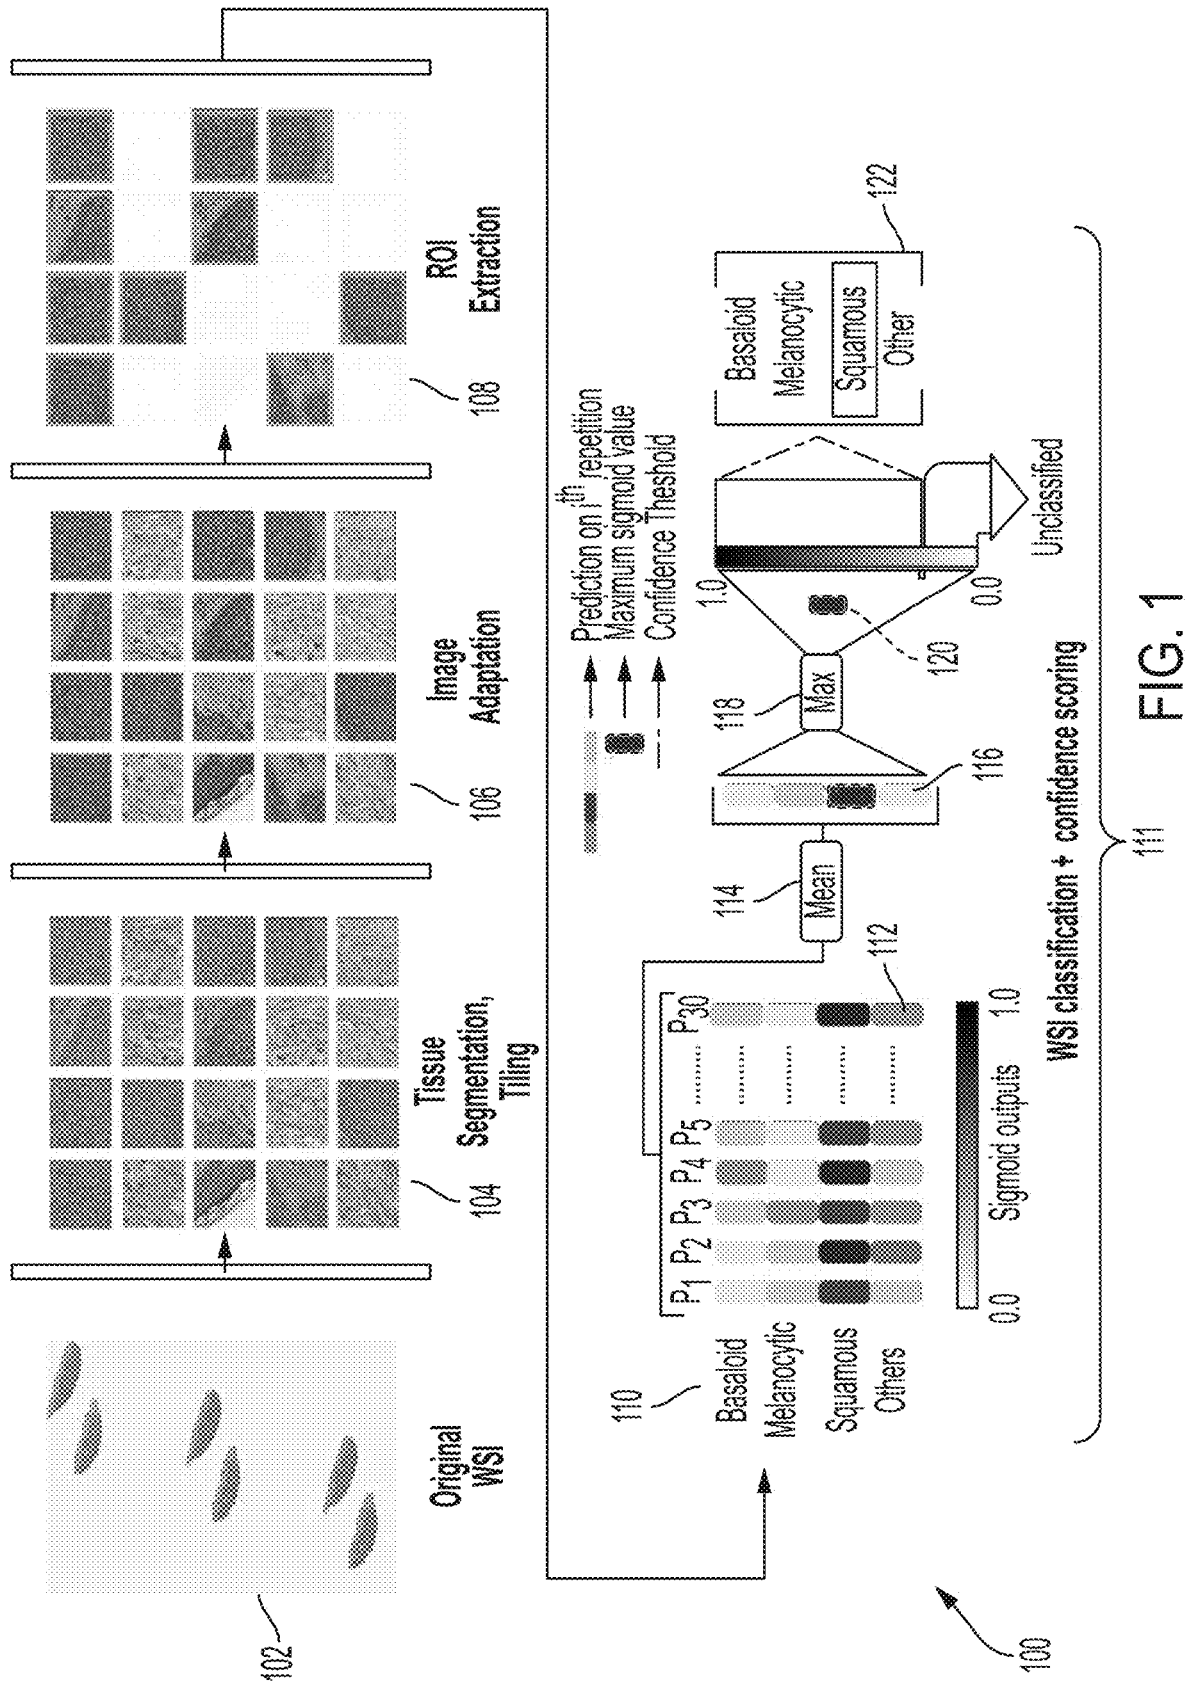 102
Original
WSI
104
Tissue
Segmentation,
Tiling
106
Image
Adaptation
108
ROI
Extraction
Prediction on iᵗʰ repetition
Maximum sigmoid value
Confidence Theshold
110
P1 P2 P3 P4 P5 P30
Basaloid
Melanocytic
Squamous
Others
112
0.0 Sigmoid outputs 1.0
114
Mean
116
118
Max
1.0
120
0.0
Unclassified
Basaloid
Melanocytic
Squamous
Other
122
WSI classification + confidence scoring
111
100
FIG. 1